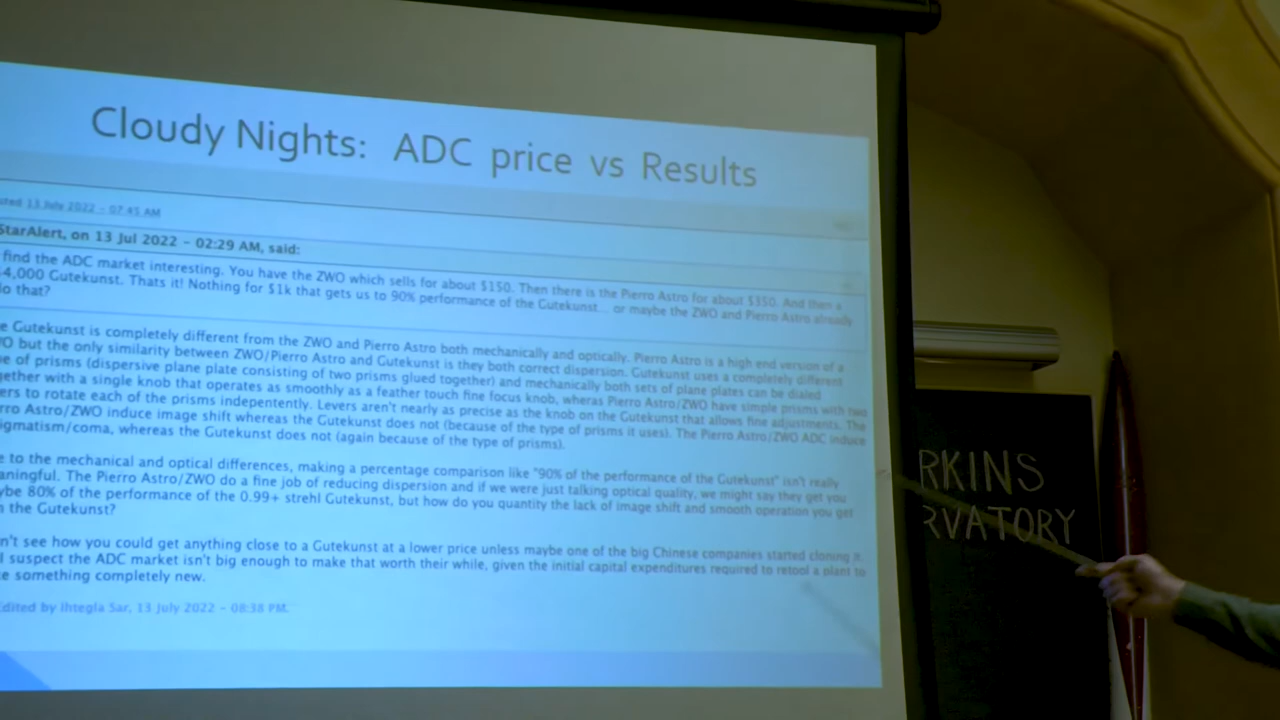 Cloudy Nights: ADC price vs Results
13 July 2022 - 07:45 AM
StarAlert, on 13 Jul 2022 - 02:29 AM, said:
find the ADC market interesting. You have the ZWO which sells for about $150. Then there is the Pierro Astro for about $350. And then a
$4,000 Gutekunst. Thats it! Nothing for $1k that gets us to 90% performance of the Gutekunst... or maybe the ZWO and Pierro Astro already
do that?
e Gutekunst is completely different from the ZWO and Pierro Astro both mechanically and optically. Pierro Astro is a high end version of a
O but the only similarity between ZWO/Pierro Astro and Gutekunst is they both correct dispersion. Gutekunst uses a completely different
e of prisms (dispersive plane plate consisting of two prisms glued together) and mechanically both sets of plane plates can be dialed
gether with a single knob that operates as smoothly as a feather touch fine focus knob, wheras Pierro Astro/ZWO have simple prisms with two
ers to rotate each of the prisms indepentently. Levers aren't nearly as precise as the knob on the Gutekunst that allows fine adjustments. The
rro Astro/ZWO induce image shift whereas the Gutekunst does not (because of the type of prisms it uses). The Pierro Astro/ZWO ADC induce
igmatism/coma, whereas the Gutekunst does not (again because of the type of prisms).
e to the mechanical and optical differences, making a percentage comparison like "90% of the performance of the Gutekunst" isn't really
aningful. The Pierro Astro/ZWO do a fine job of reducing dispersion and if we were just talking optical quality, we might say they get you
ybe 80% of the performance of the 0.99+ strehl Gutekunst, but how do you quantity the lack of image shift and smooth operation you get
n the Gutekunst?
n't see how you could get anything close to a Gutekunst at a lower price unless maybe one of the big Chinese companies started cloning it.
I suspect the ADC market isn't big enough to make that worth their while, given the initial capital expenditures required to retool a plant to
e something completely new.
Edited by Ihtegla Sar, 13 July 2022 - 08:38 PM.
RKINS
RVATORY